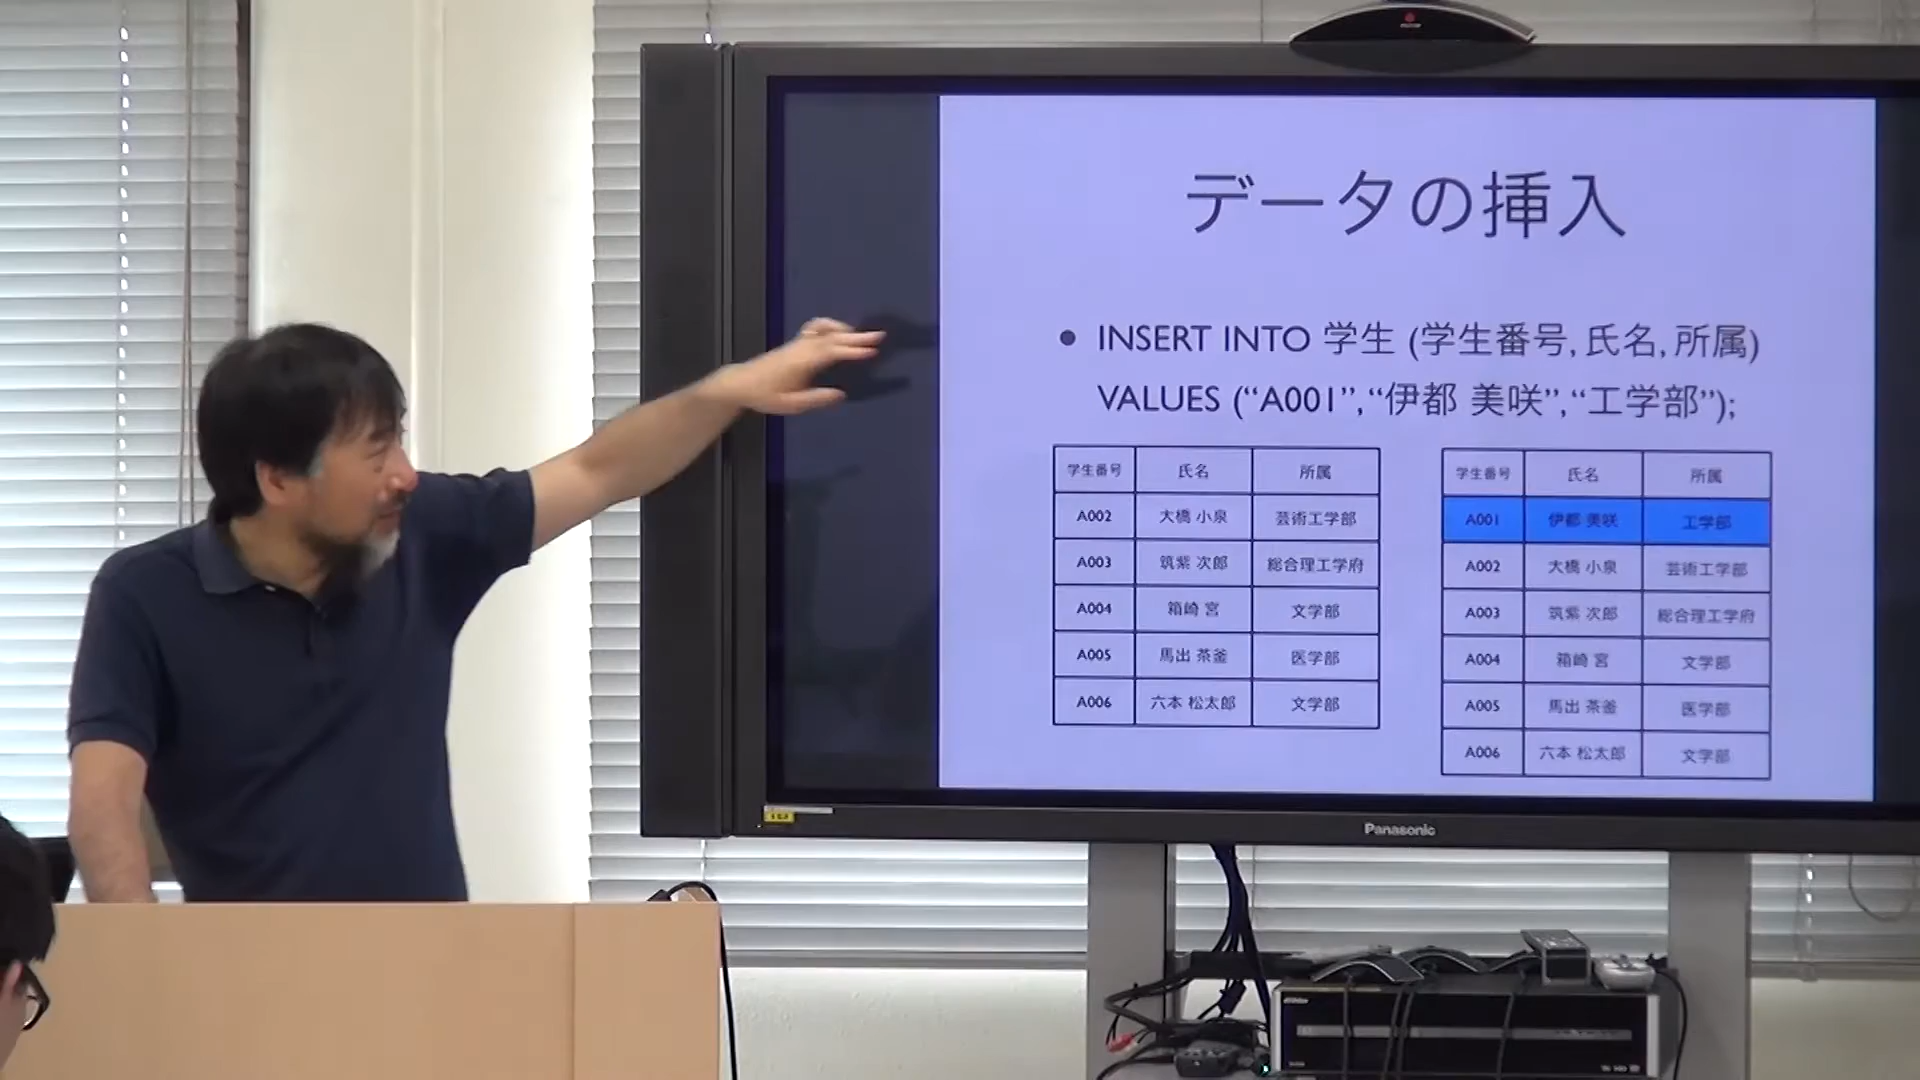 データの挿入
• INSERT INTO 学生 (学生番号, 氏名, 所属)
VALUES (“A001”, “伊都 美咲”, “工学部”);
学生番号 氏名 所属
A002 大橋 小泉 芸術工学部
A003 筑紫 次郎 総合理工学府
A004 箱崎 宮 文学部
A005 馬出 茶釜 医学部
A006 六本 松太郎 文学部
学生番号 氏名 所属
A001 伊都 美咲 工学部
A002 大橋 小泉 芸術工学部
A003 筑紫 次郎 総合理工学府
A004 箱崎 宮 文学部
A005 馬出 茶釜 医学部
A006 六本 松太郎 文学部
Panasonic